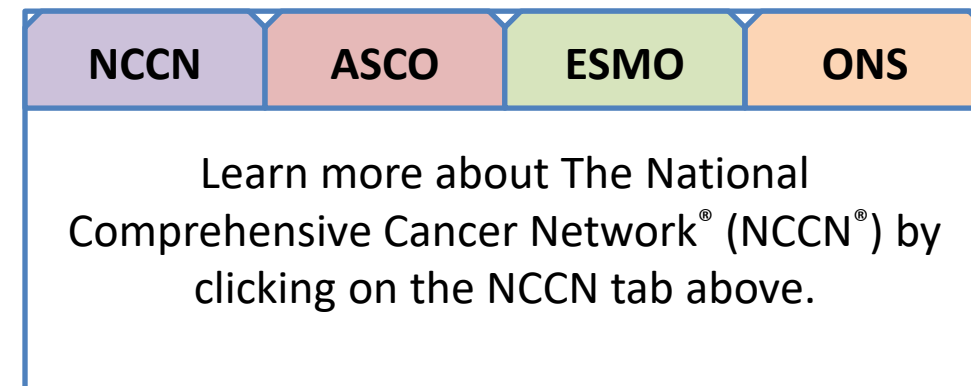 NCCN ASCO ESMO ONS
Learn more about The National
Comprehensive Cancer Network® (NCCN®) by
clicking on the NCCN tab above.